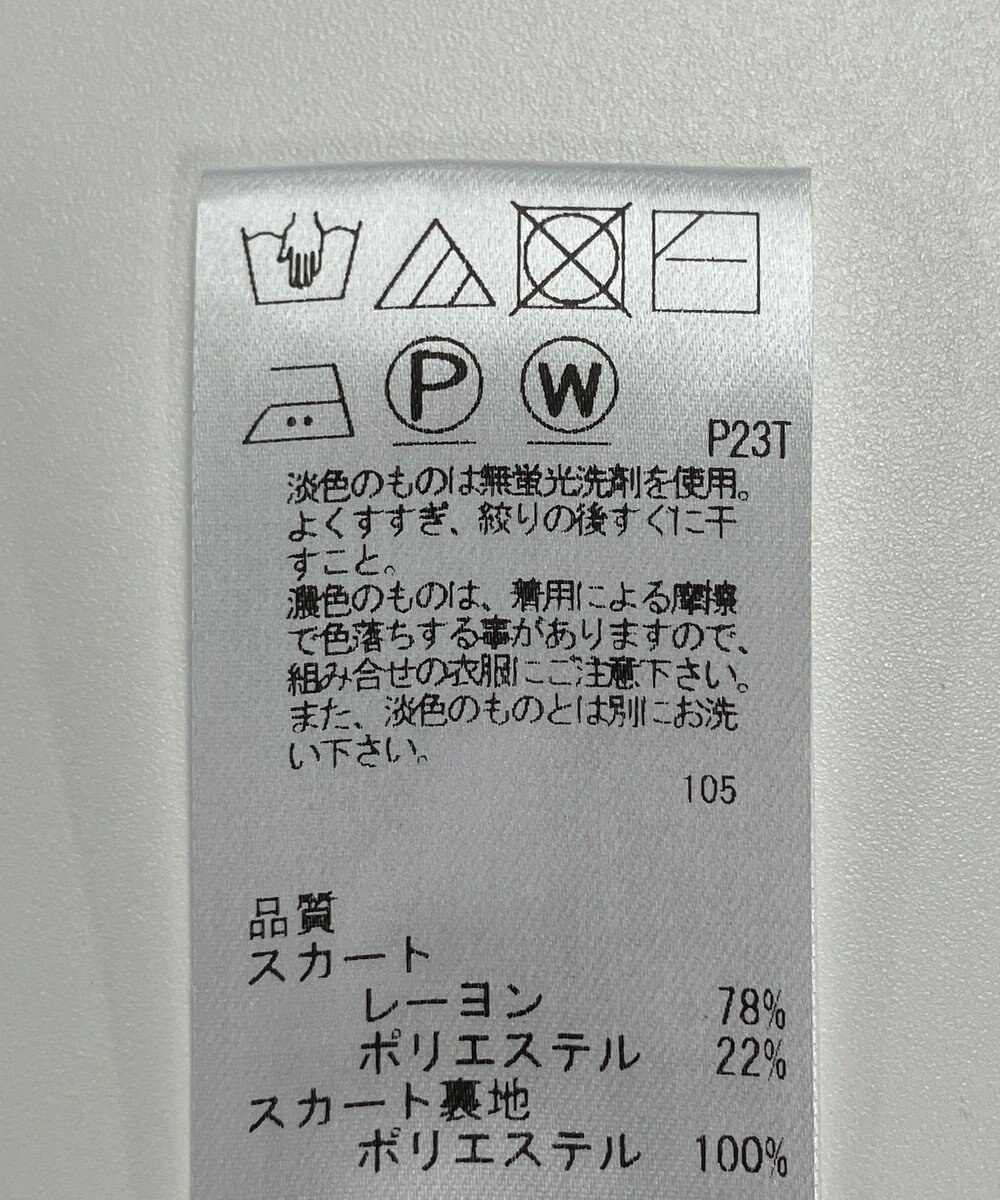 P W
P23T
淡色のものは無蛍光洗剤を使用。
よくすすぎ、絞りの後すぐに干
すこと。
濃色のものは、着用による摩擦
で色落ちする事がありますので、
組み合せの衣服にご注意下さい。
また、淡色のものとは別にお洗
い下さい。
105
品質
スカート
レーヨン 78%
ポリエステル 22%
スカート裏地
ポリエステル 100%